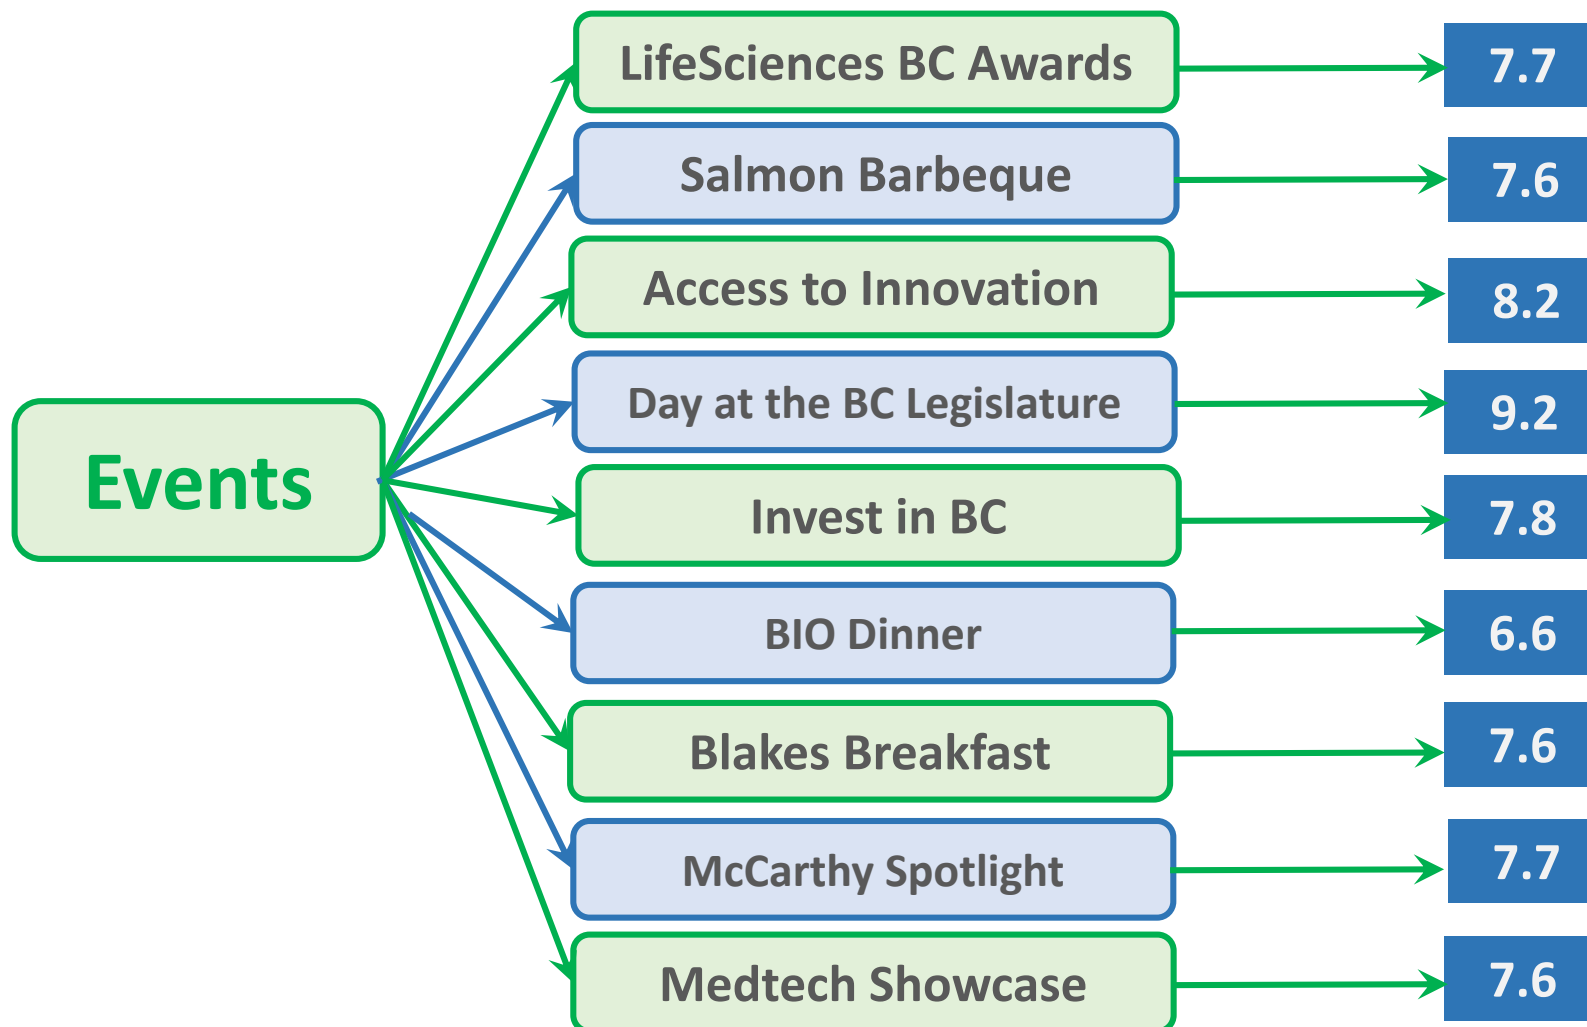 LifeSciences BC Awards
7.7
Salmon Barbeque
7.6
Access to Innovation
8.2
Day at the BC Legislature
9.2
Events
Invest in BC
7.8
BIO Dinner
6.6
Blakes Breakfast
7.6
McCarthy Spotlight
7.7
Medtech Showcase
7.6